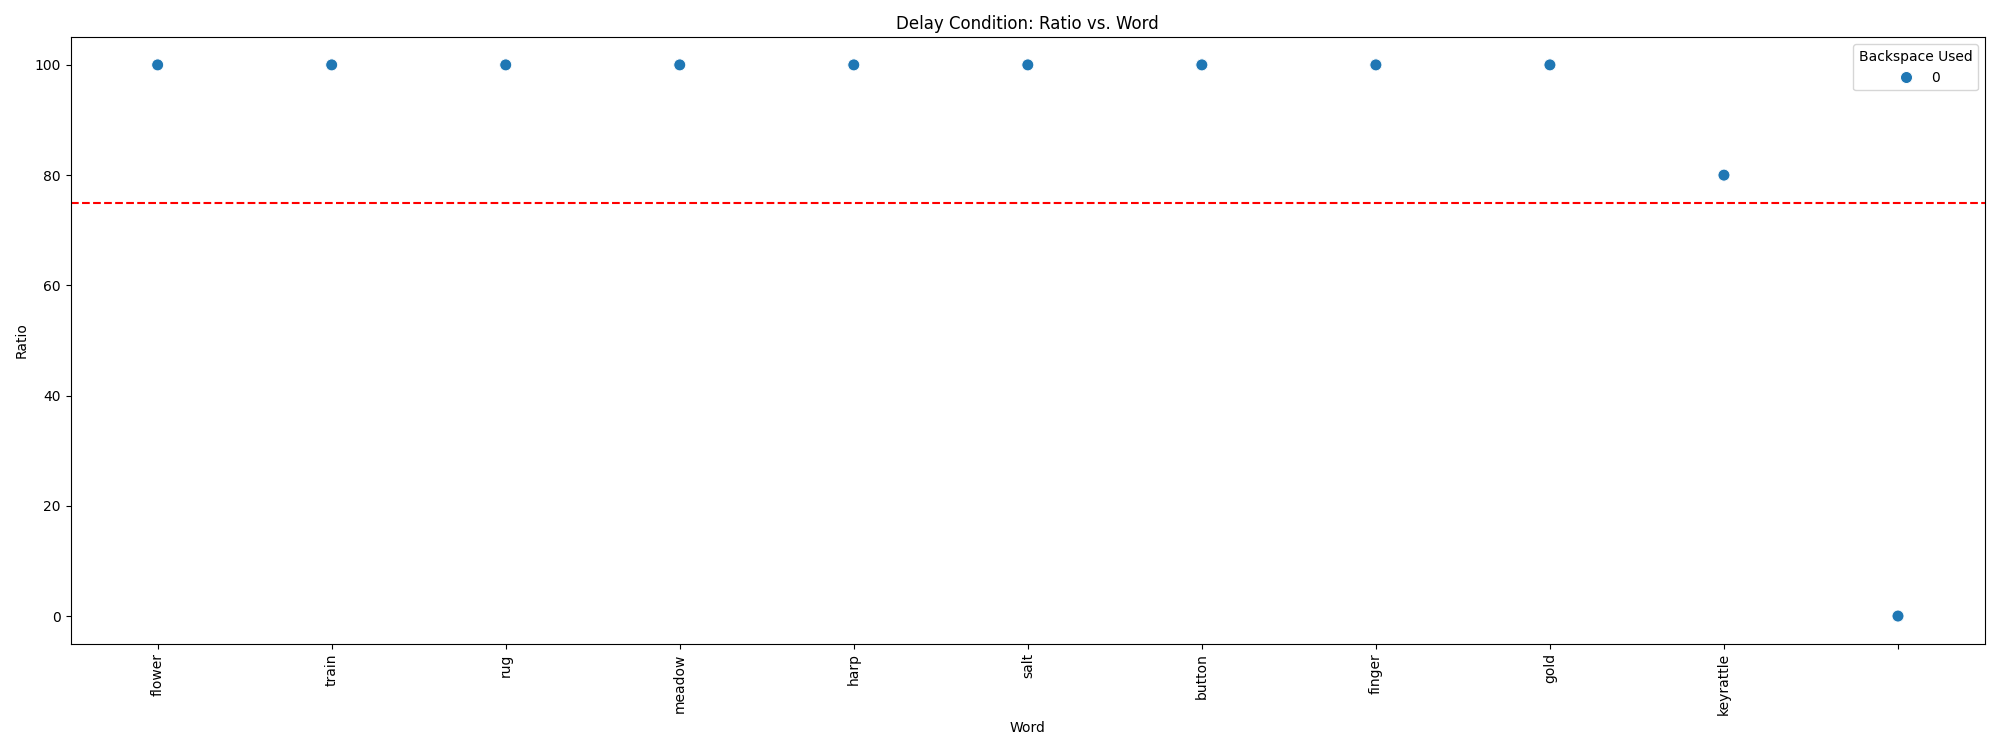 Delay Condition: Ratio vs. Word
Backspace Used
0
100
80
60
40
20
0
Ratio
flower
train
rug
meadow
harp
salt
button
finger
gold
keyrattle
Word